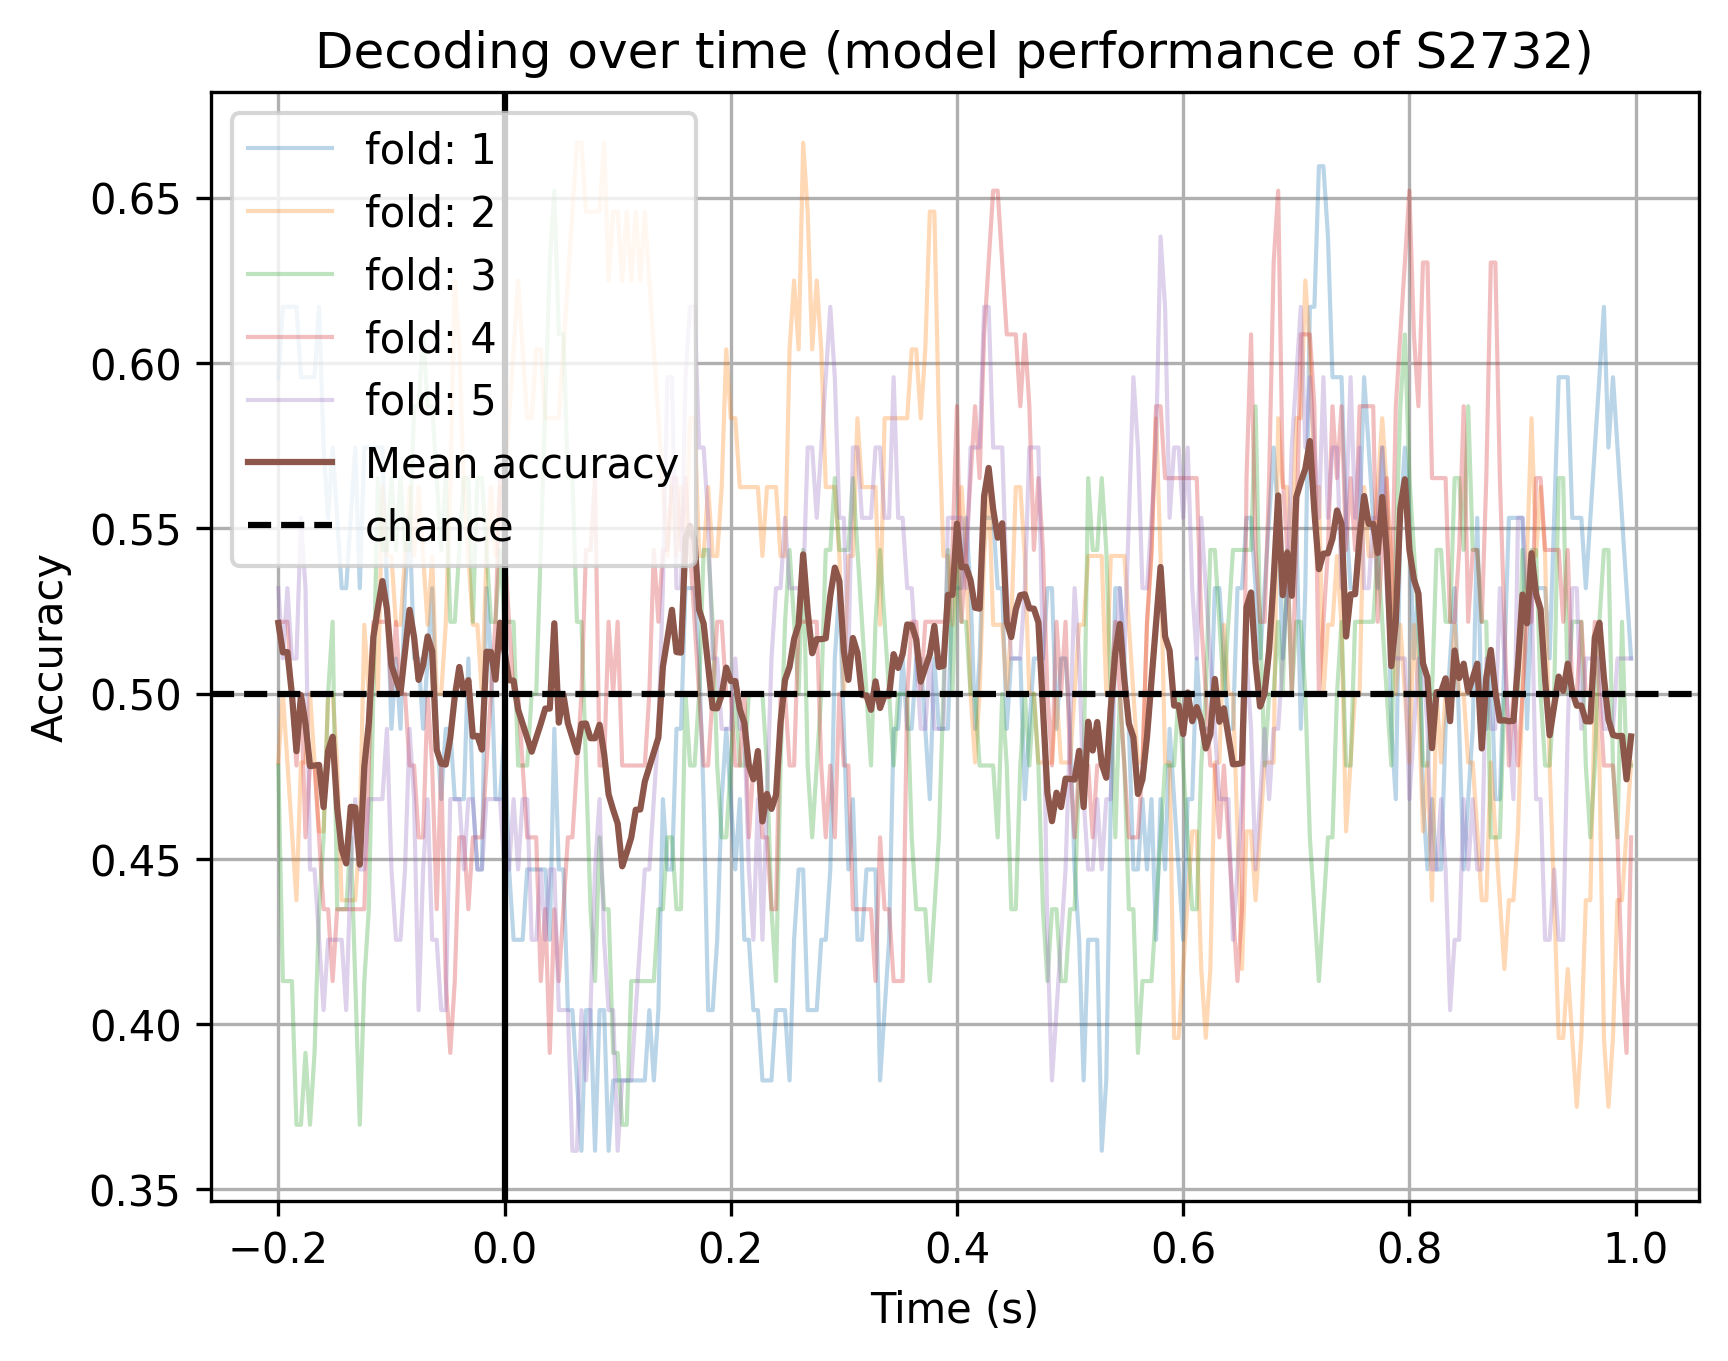 Decoding over time (model performance of S2732)
fold: 1
fold: 2
fold: 3
fold: 4
fold: 5
Mean accuracy
chance
Accuracy
0.65
0.60
0.55
0.50
0.45
0.40
0.35
−0.2 0.0 0.2 0.4 0.6 0.8 1.0
Time (s)